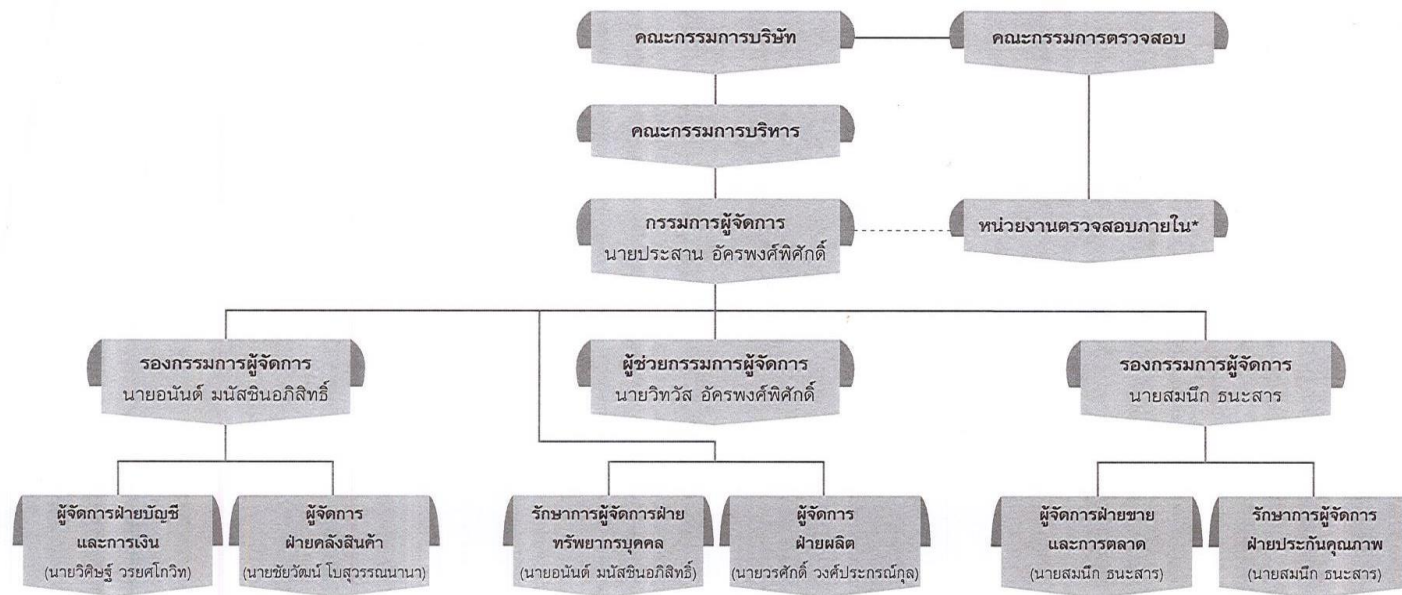 คณะกรรมการบริษัท
คณะกรรมการตรวจสอบ
คณะกรรมการบริหาร
กรรมการผู้จัดการ
นายประสาน อัครพงศ์พิศักดิ์
หน่วยงานตรวจสอบภายใน*
รองกรรมการผู้จัดการ
นายอนันต์ มนัสชินอภิสิทธิ์
ผู้ช่วยกรรมการผู้จัดการ
นายวิทวัส อัครพงศ์พิศักดิ์
รองกรรมการผู้จัดการ
นายสมนึก ธนะสาร
ผู้จัดการฝ่ายบัญชี
และการเงิน
(นายวิศิษฐ์ วรยศโกวิท)
ผู้จัดการ
ฝ่ายคลังสินค้า
(นายชัยวัฒน์ โบสุวรรณนานา)
รักษาการผู้จัดการฝ่าย
ทรัพยากรบุคคล
(นายอนันต์ มนัสชินอภิสิทธิ์)
ผู้จัดการ
ฝ่ายผลิต
(นายวรศักดิ์ วงศ์ประกรณ์กุล)
ผู้จัดการฝ่ายขาย
และการตลาด
(นายสมนึก ธนะสาร)
รักษาการผู้จัดการ
ฝ่ายประกันคุณภาพ
(นายสมนึก ธนะสาร)